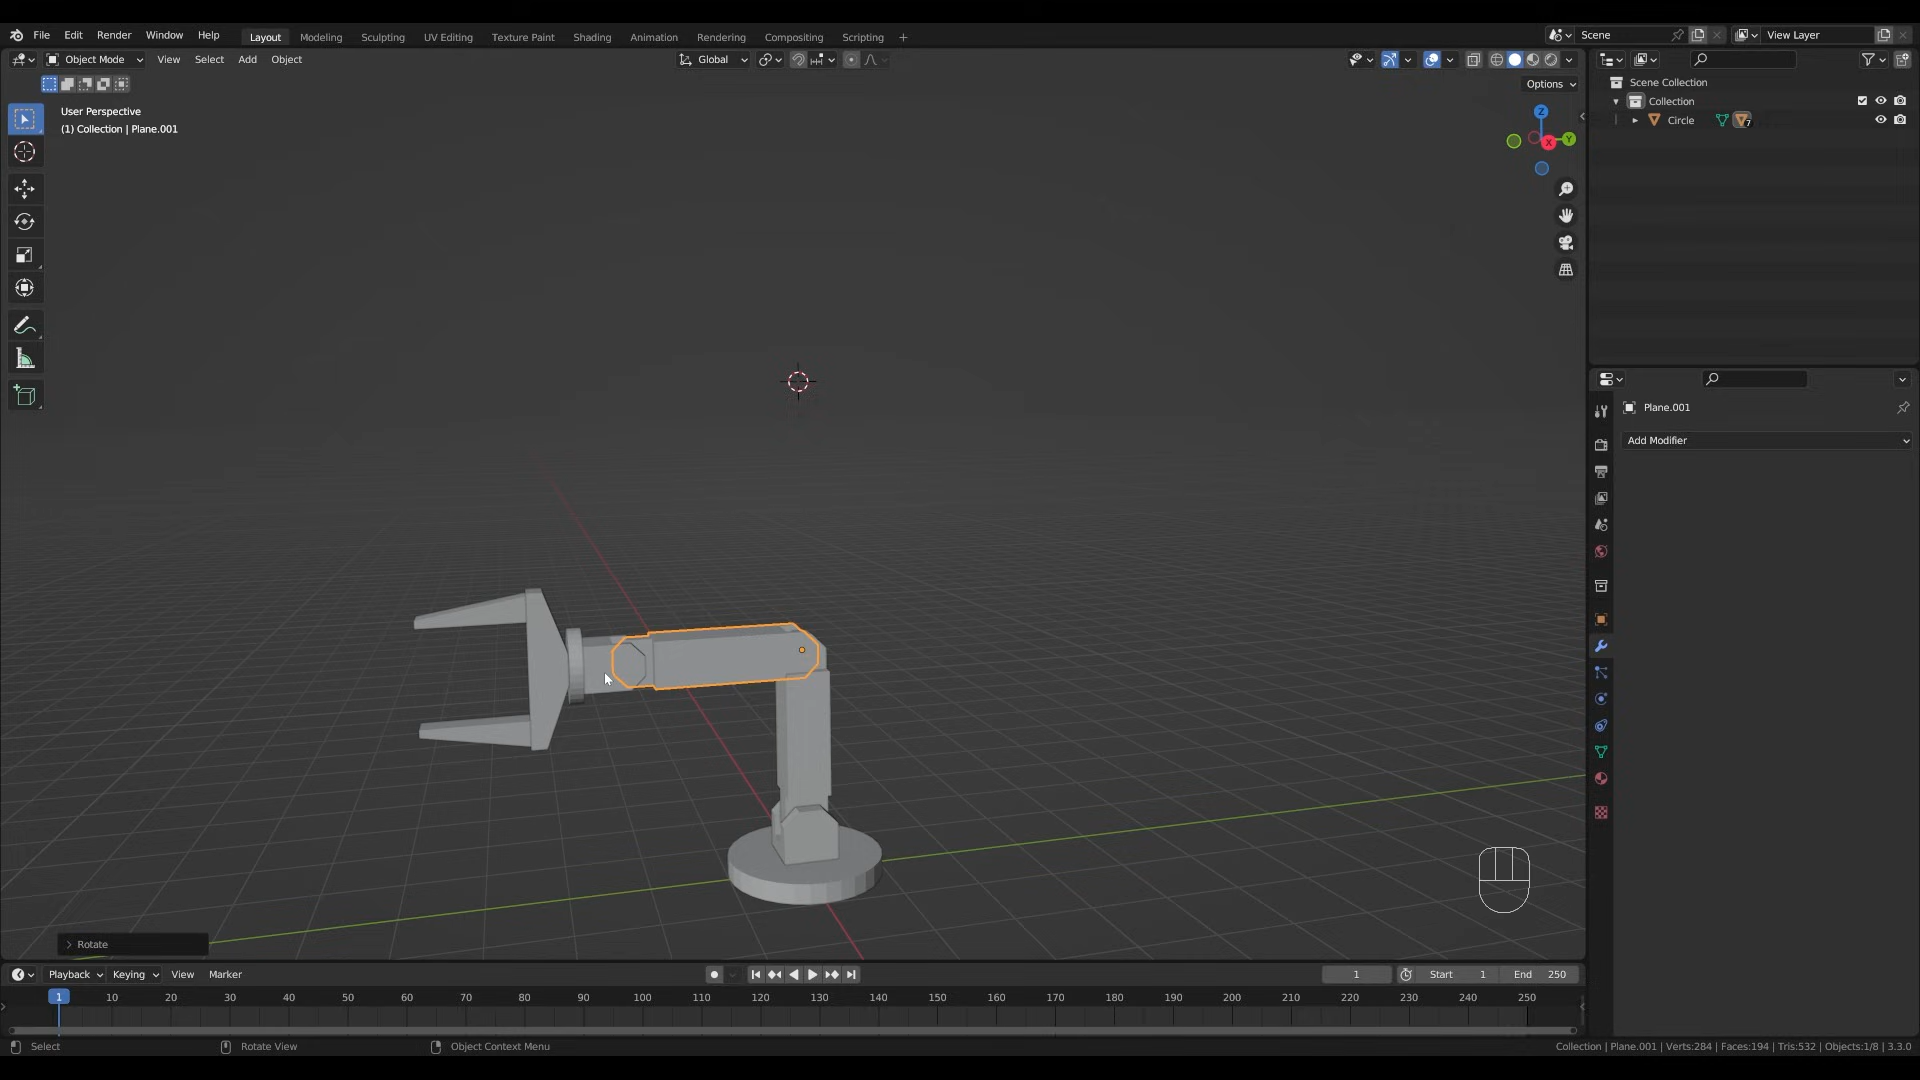 File Edit Render Window Help Layout Modeling Sculpting UV Editing Texture Paint Shading Animation Rendering Compositing Scripting + Scene View Layer
Object Mode View Select Add Object Global
Options
User Perspective
(1) Collection | Plane.001
Z
Y
X
Scene Collection
Collection
Circle 7
Plane.001
Add Modifier
Rotate
Playback Keying View Marker 1 Start 1 End 250
1 10 20 30 40 50 60 70 80 90 100 110 120 130 140 150 160 170 180 190 200 210 220 230 240 250
Select Rotate View Object Context Menu Collection | Plane.001 | Verts:284 | Faces:194 | Tris:532 | Objects:1/8 | 3.3.0